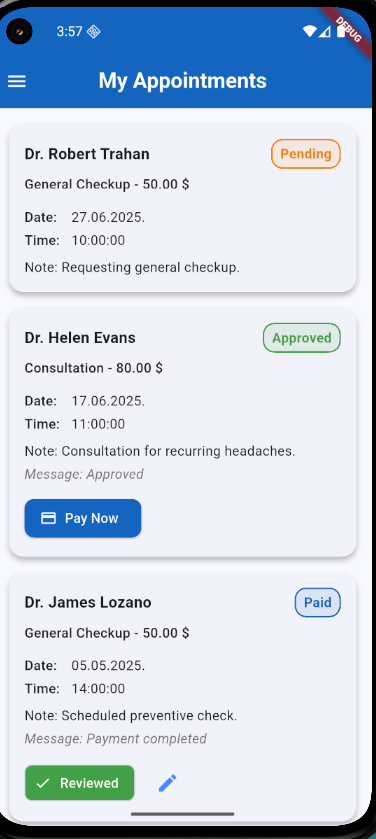 3:57
DEBUG
My Appointments
Dr. Robert Trahan
Pending
General Checkup - 50.00 $
Date: 27.06.2025.
Time: 10:00:00
Note: Requesting general checkup.
Dr. Helen Evans
Approved
Consultation - 80.00 $
Date: 17.06.2025.
Time: 11:00:00
Note: Consultation for recurring headaches.
Message: Approved
Pay Now
Dr. James Lozano
Paid
General Checkup - 50.00 $
Date: 05.05.2025.
Time: 14:00:00
Note: Scheduled preventive check.
Message: Payment completed
Reviewed